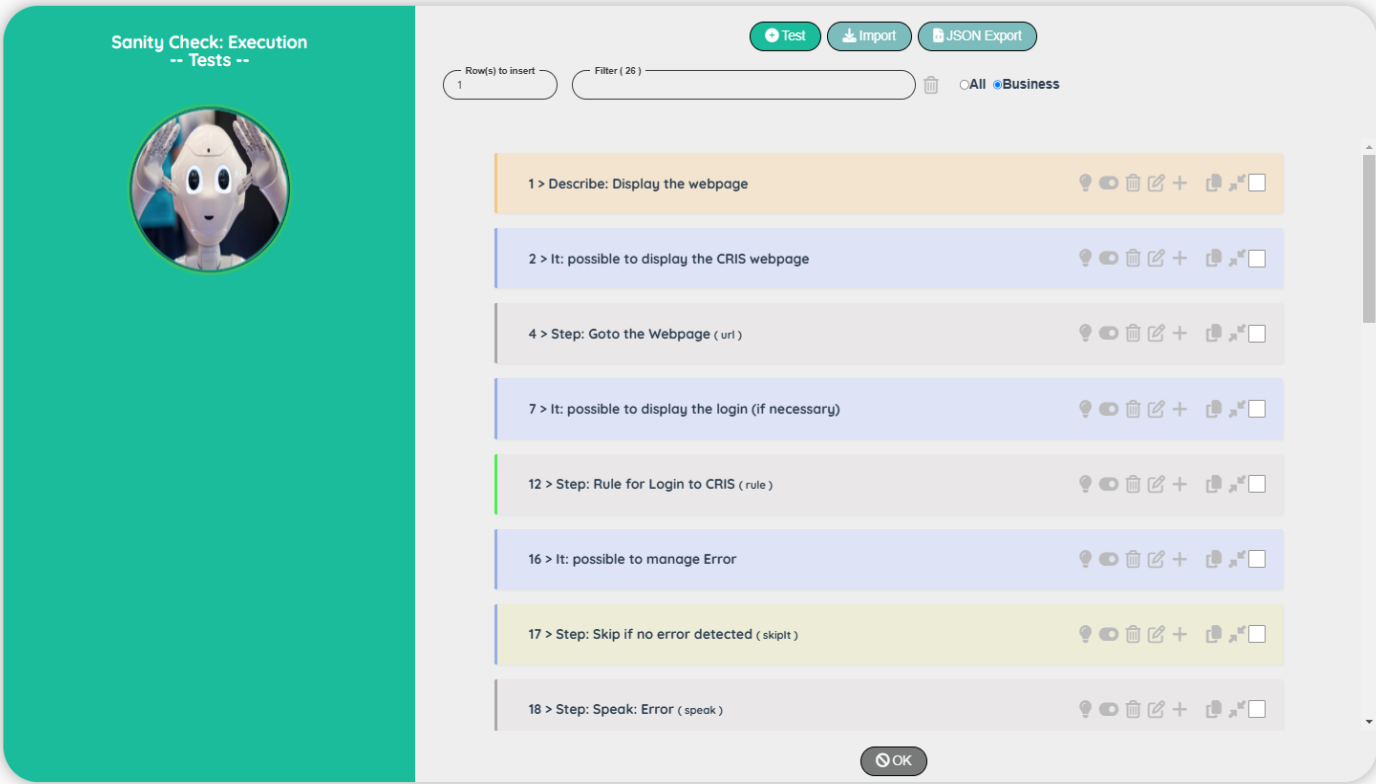 Sanity Check: Execution
-- Tests --
Test
Import
JSON Export
Row(s) to insert
1
Filter ( 26 )
All
Business
1 > Describe: Display the webpage
2 > It: possible to display the CRIS webpage
4 > Step: Goto the Webpage ( url )
7 > It: possible to display the login (if necessary)
12 > Step: Rule for Login to CRIS ( rule )
16 > It: possible to manage Error
17 > Step: Skip if no error detected ( skipIt )
18 > Step: Speak: Error ( speak )
OK